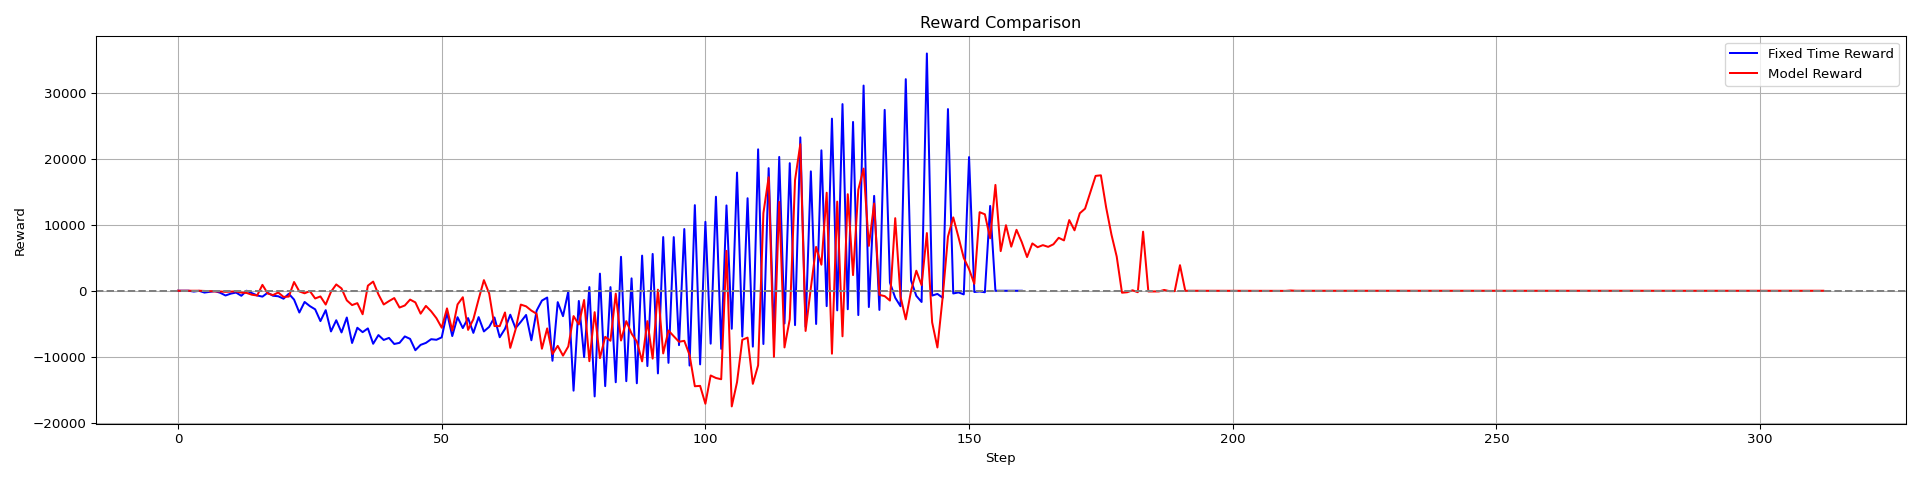 Reward Comparison
Fixed Time Reward
Model Reward
30000
20000
10000
0
−10000
−20000
Reward
0 50 100 150 200 250 300
Step